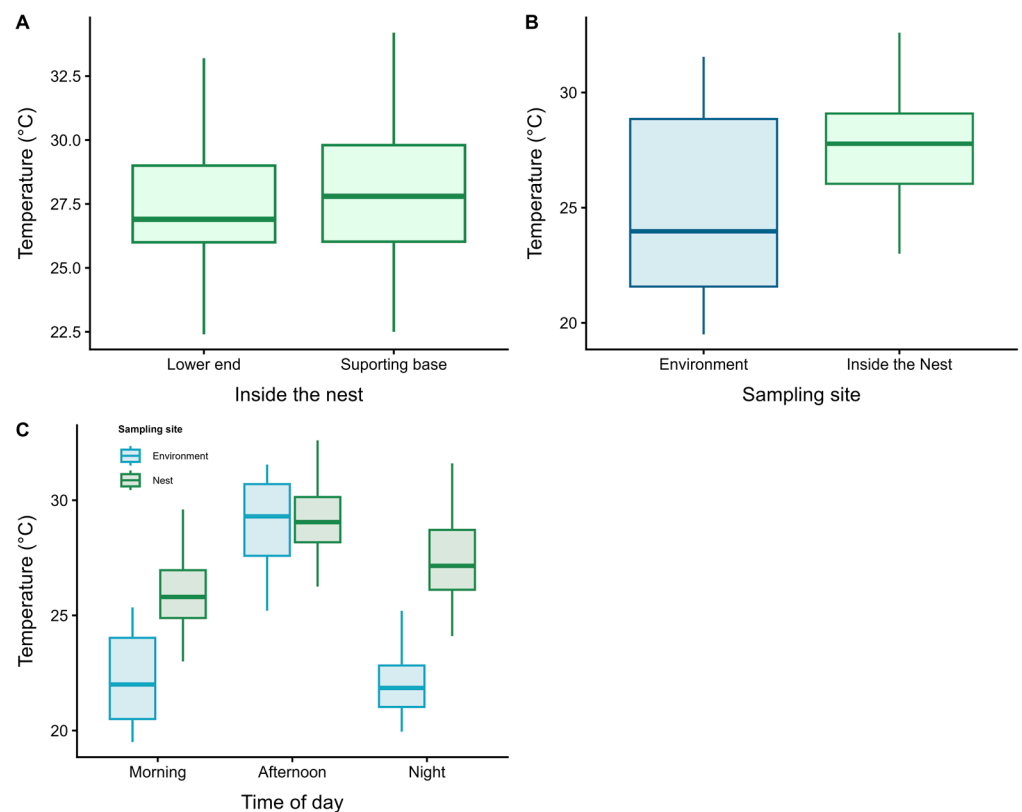 A
Temperature (°C)
32.5
30.0
27.5
25.0
22.5
Lower end
Suporting base
Inside the nest
B
Temperature (°C)
30
25
20
Environment
Inside the Nest
Sampling site
C
Sampling site
Environment
Nest
Temperature (°C)
30
25
20
Morning
Afternoon
Night
Time of day